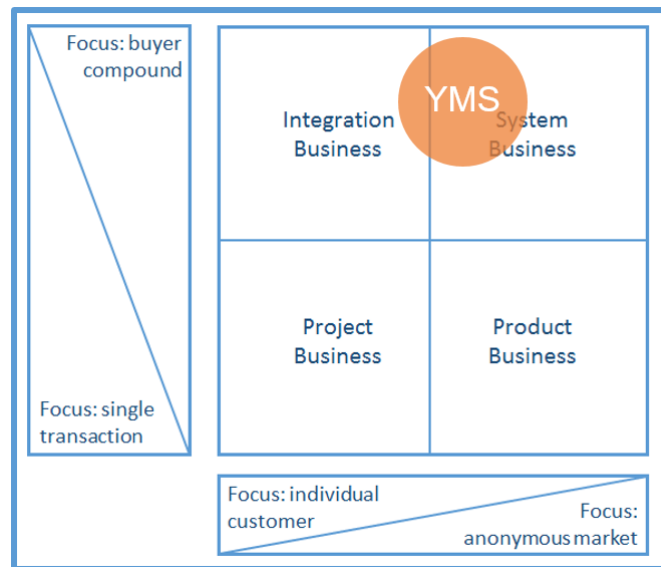 Focus: buyer
compound
Focus: single
transaction
Integration
Business
YMS
System
Business
Project
Business
Product
Business
Focus: individual
customer
Focus:
anonymous market